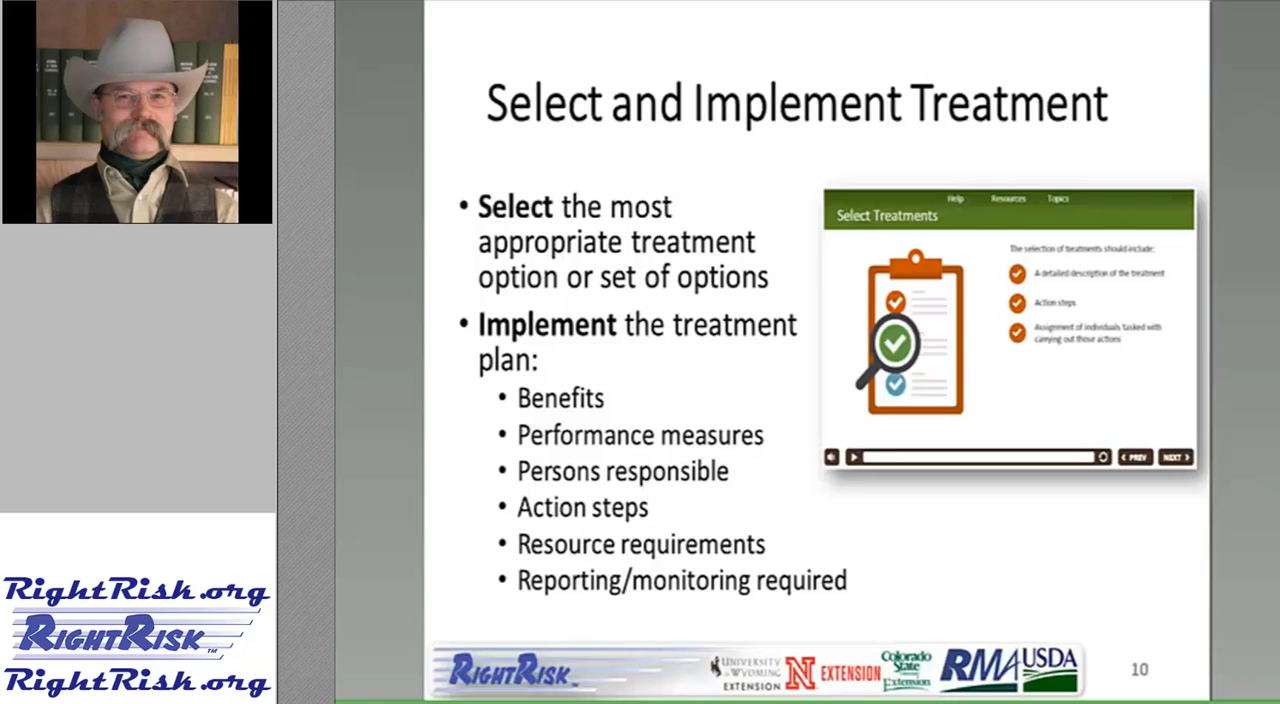 Select and Implement Treatment
• Select the most
appropriate treatment
option or set of options
• Implement the treatment
plan:
• Benefits
• Performance measures
• Persons responsible
• Action steps
• Resource requirements
• Reporting/monitoring required
Help Resources Topics
Select Treatments
The selection of treatments should include:
A detailed description of the treatment
Action steps
Assignment of individuals tasked with
carrying out those actions
PREV NEXT
RightRisk.org
RIGHTRISK™
RightRisk.org
RIGHTRISK
UNIVERSITY
OF WYOMING
EXTENSION
N EXTENSION
Colorado
State
Extension
RMA
USDA
10